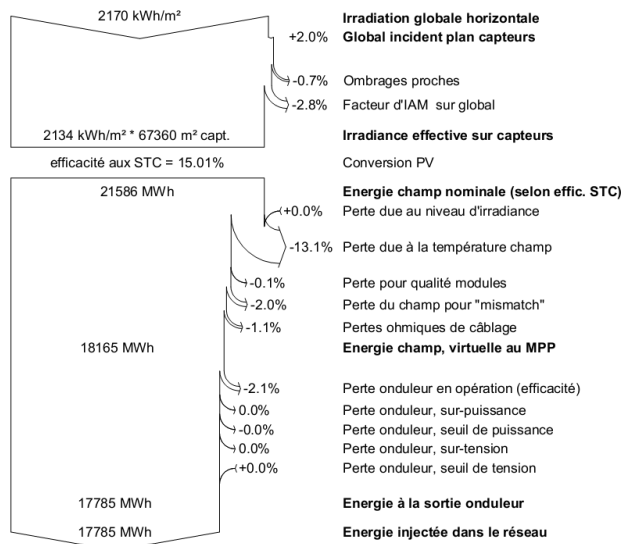 2170 kWh/m² Irradiation globale horizontale
+2.0% Global incident plan capteurs
-0.7% Ombrages proches
-2.8% Facteur d'IAM sur global
2134 kWh/m² * 67360 m² capt. Irradiance effective sur capteurs
efficacité aux STC = 15.01% Conversion PV
21586 MWh Energie champ nominale (selon effic. STC)
+0.0% Perte due au niveau d'irradiance
-13.1% Perte due à la température champ
-0.1% Perte pour qualité modules
-2.0% Perte du champ pour "mismatch"
-1.1% Pertes ohmiques de câblage
18165 MWh Energie champ, virtuelle au MPP
-2.1% Perte onduleur en opération (efficacité)
0.0% Perte onduleur, sur-puissance
-0.0% Perte onduleur, seuil de puissance
0.0% Perte onduleur, sur-tension
+0.0% Perte onduleur, seuil de tension
17785 MWh Energie à la sortie onduleur
17785 MWh Energie injectée dans le réseau